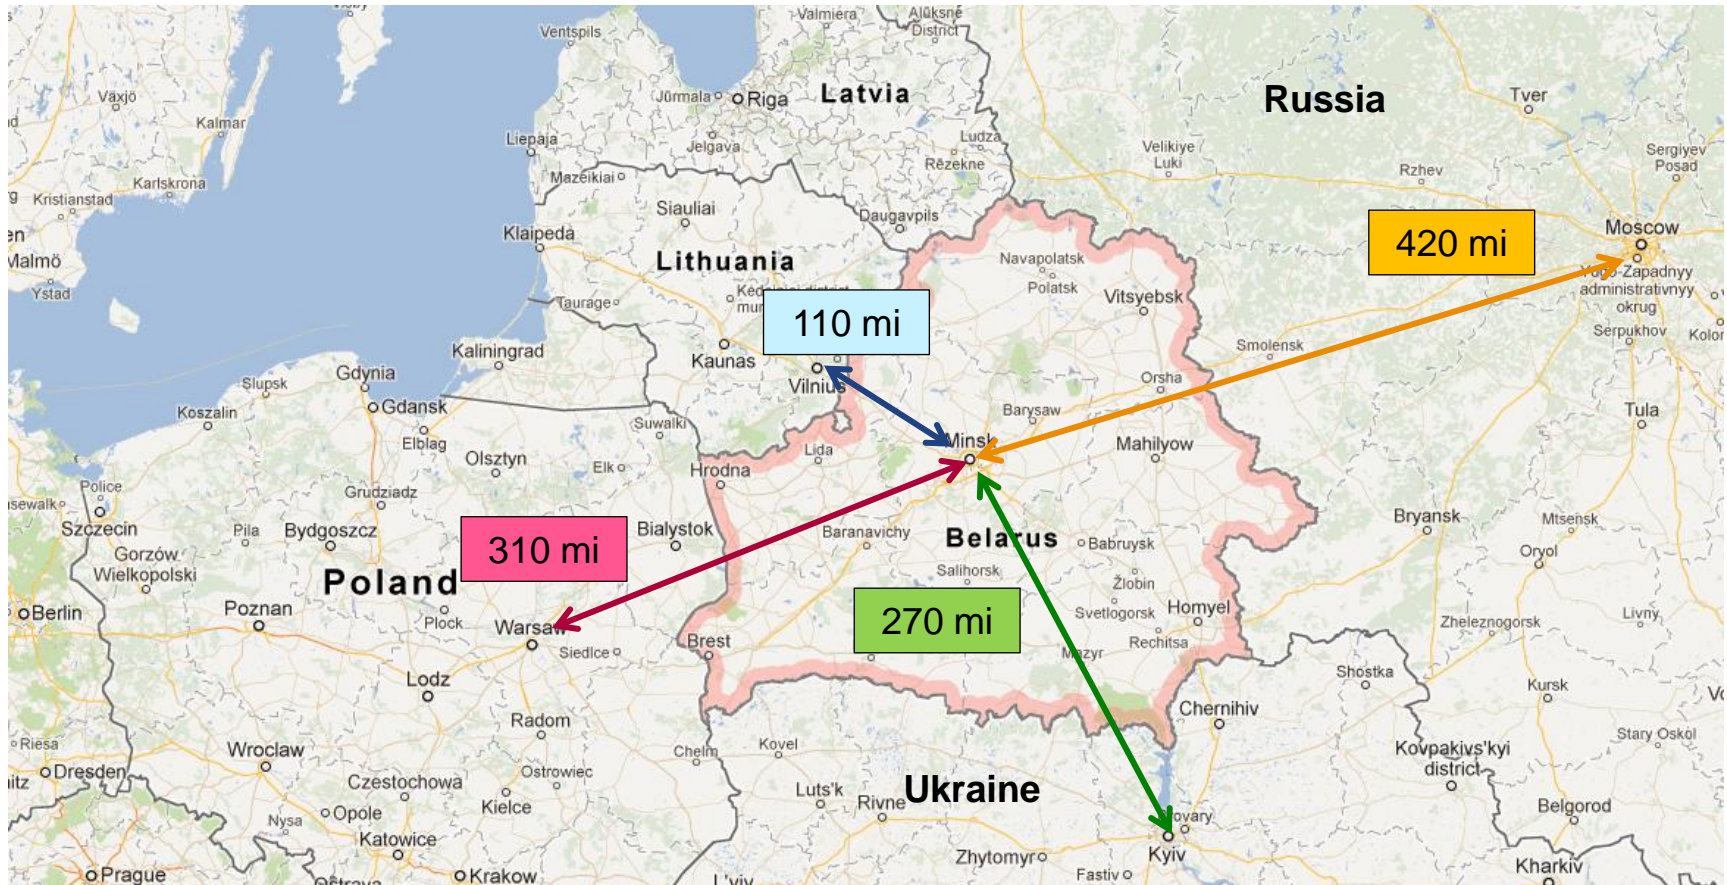 Visby
Ventspils
Valmiera
Alūksne
District
Växjö
Kalmar
Jūrmala
Riga
Latvia
Russia
Tver
Liepaja
Jelgava
Ludza
Rēzekne
Velikiye
Luki
Rzhev
Sergiyev
Posad
Karlskrona
Kristianstad
Mazeikiai
Siauliai
Daugavpils
Klaipeda
Malmö
Ystad
Lithuania
Navapolatsk
Polatsk
420 mi
Moscow
Yugo-Zapadnyy
administrativnyy
okrug
Taurage
110 mi
Vitsyebsk
Serpukhov
Kaliningrad
Kaunas
Vilnius
Smolensk
Gdynia
Slupsk
Koszalin
Gdansk
Elblag
Suwalki
Orsha
Barysaw
Tula
Minsk
Mahilyow
Olsztyn
Elk
Hrodna
Lida
Police
Szczecin
Grudziadz
Pila
Bydgoszcz
310 mi
Bialystok
Baranavichy
Belarus
Babruysk
Bryansk
Mtsensk
Oryol
Gorzów
Wielkopolski
Poland
Salihorsk
Žlobin
Berlin
Poznan
Plock
Warsaw
Siedlce
Brest
270 mi
Svetlogorsk
Homyel
Rechitsa
Mazyr
Zheleznogorsk
Livny
Lodz
Radom
Shostka
Kursk
Chernihiv
Riesa
Dresden
Wroclaw
Chelm
Kovel
Kovpakivs'kyi
district
Stary Oskol
Czestochowa
Ostrowiec
Kielce
Opole
Nysa
Luts'k
Rivne
Ukraine
Belgorod
Katowice
Zhytomyr
Kyiv
Fastiv
Kharkiv
Prague
Ostrava
Krakow
L'viv